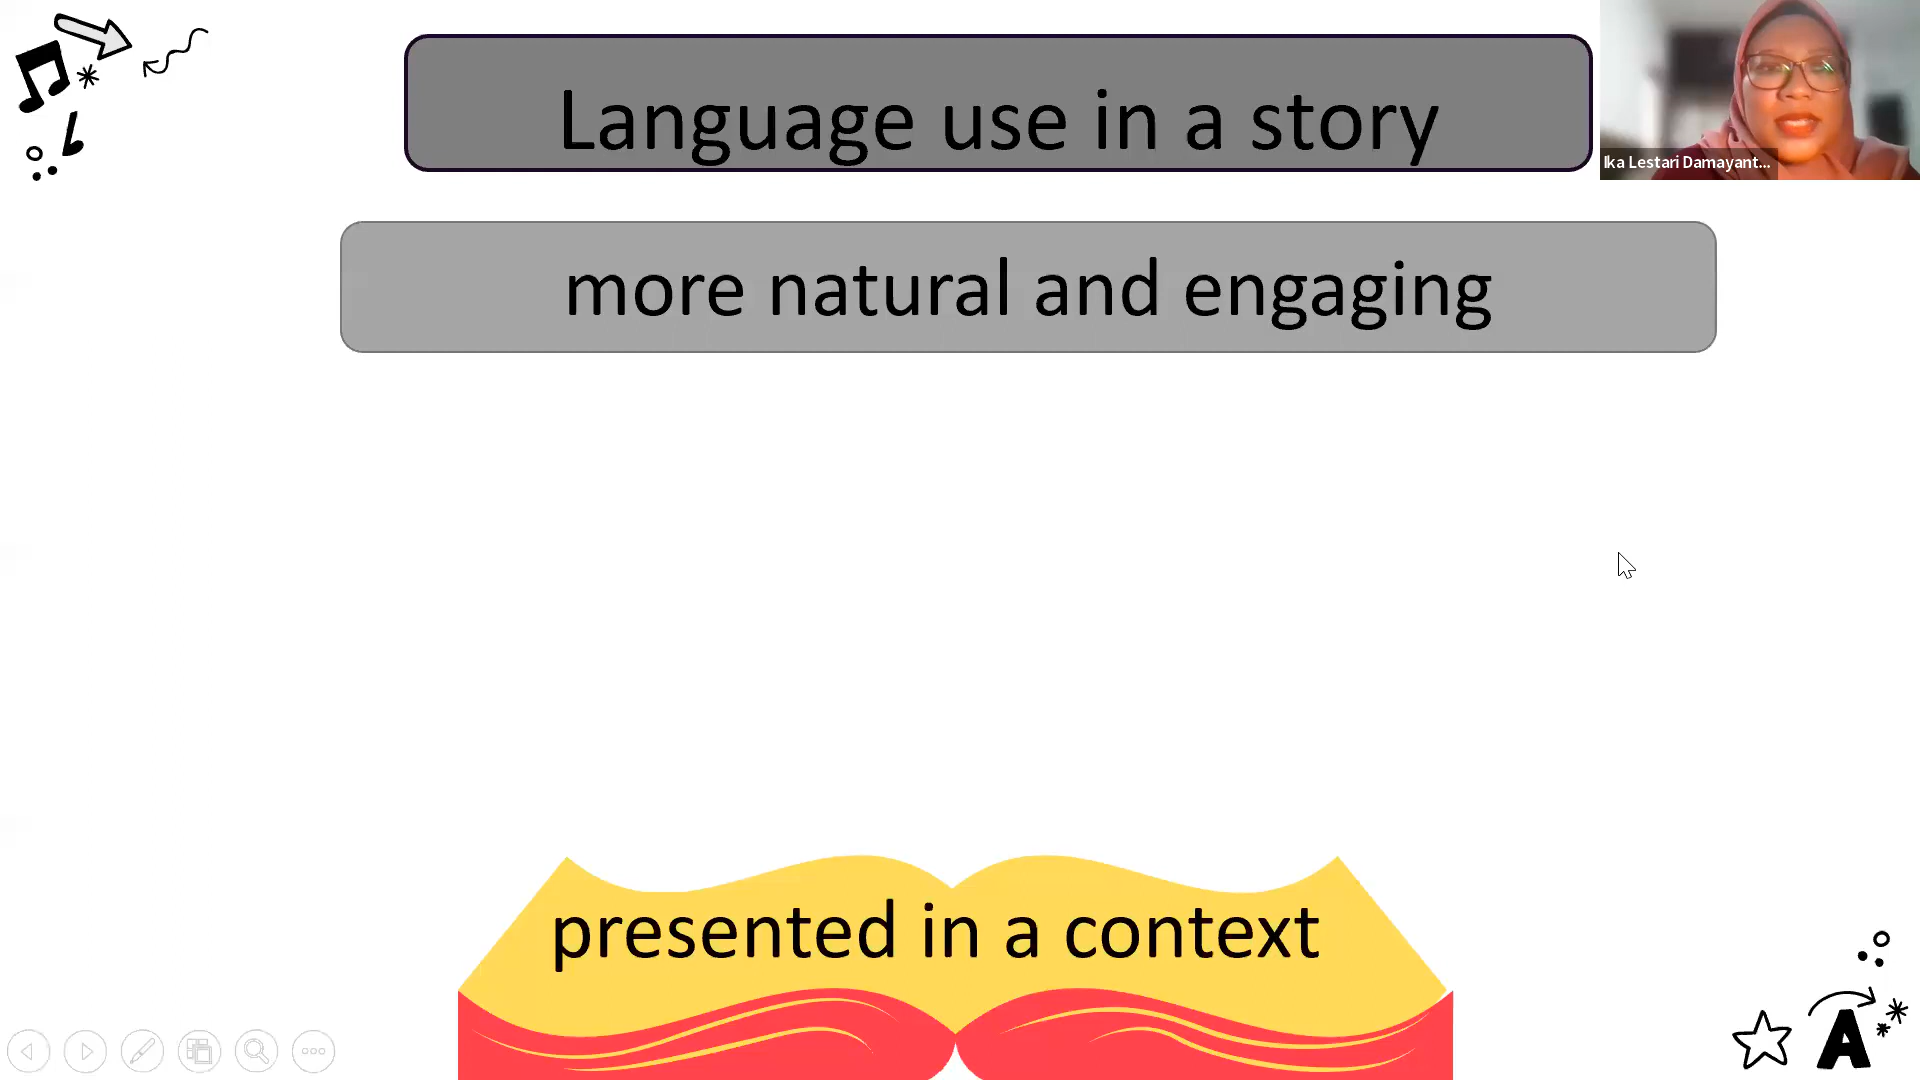 Language use in a story
Ika Lestari Damayant...
more natural and engaging
presented in a context
A